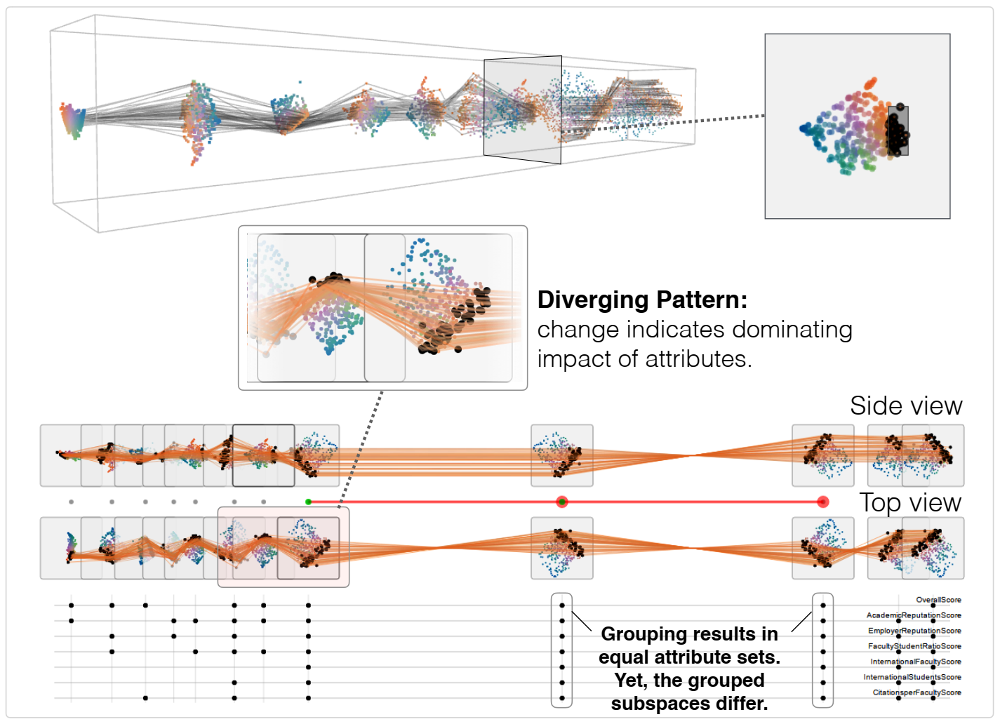 Diverging Pattern:
change indicates dominating
impact of attributes.
Side view
Top view
OverallScore
AcademicReputationScore
EmployerReputationScore
FacultyStudentRatioScore
InternationalFacultyScore
InternationalStudentsScore
CitationsperFacultyScore
Grouping results in
equal attribute sets.
Yet, the grouped
subspaces differ.